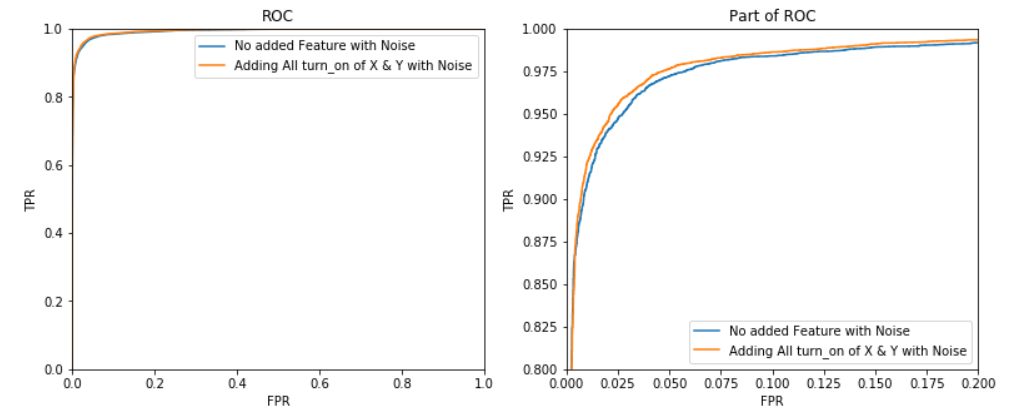 ROC
1.0
0.8
0.6
0.4
0.2
0.0
TPR
No added Feature with Noise
Adding All turn_on of X & Y with Noise
0.0 0.2 0.4 0.6 0.8 1.0
FPR
Part of ROC
1.000
0.975
0.950
0.925
0.900
0.875
0.850
0.825
0.800
TPR
No added Feature with Noise
Adding All turn_on of X & Y with Noise
0.000 0.025 0.050 0.075 0.100 0.125 0.150 0.175 0.200
FPR